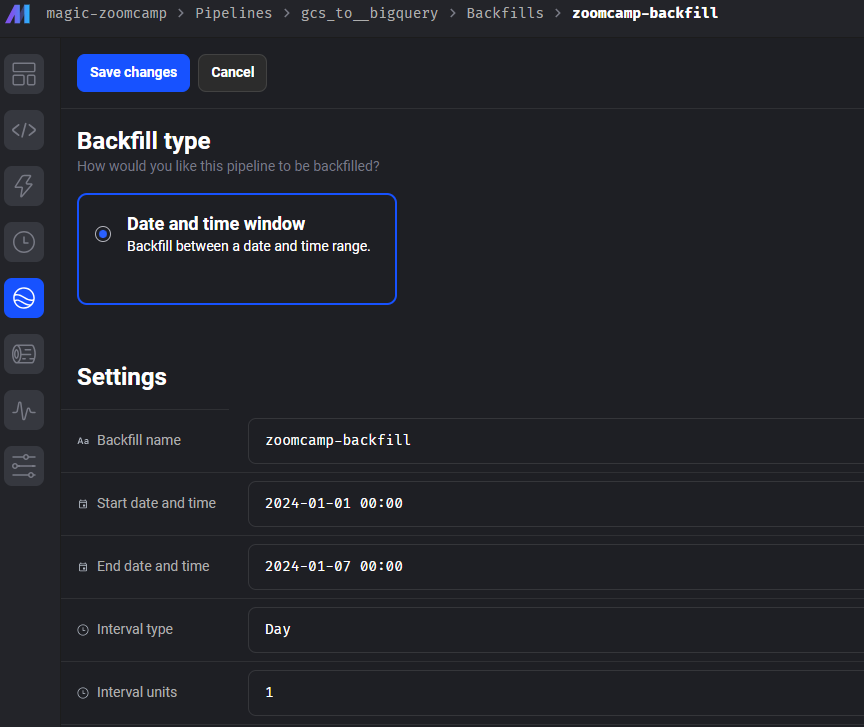 magic-zoomcamp > Pipelines > gcs_to__bigquery > Backfills > zoomcamp-backfill
Save changes Cancel
Backfill type
How would you like this pipeline to be backfilled?
Date and time window
Backfill between a date and time range.
Settings
Aa Backfill name zoomcamp-backfill
Start date and time 2024-01-01 00:00
End date and time 2024-01-07 00:00
Interval type Day
Interval units 1